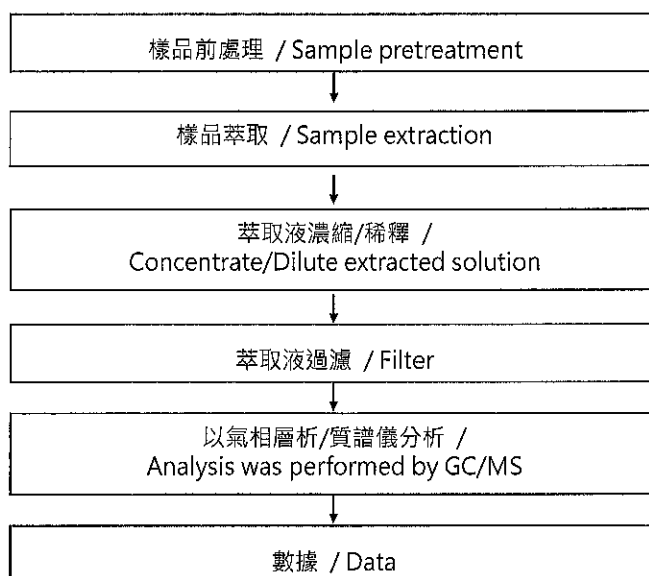 樣品前處理 / Sample pretreatment
樣品萃取 / Sample extraction
萃取液濃縮/稀釋 /
Concentrate/Dilute extracted solution
萃取液過濾 / Filter
以氣相層析/質譜儀分析 /
Analysis was performed by GC/MS
數據 / Data